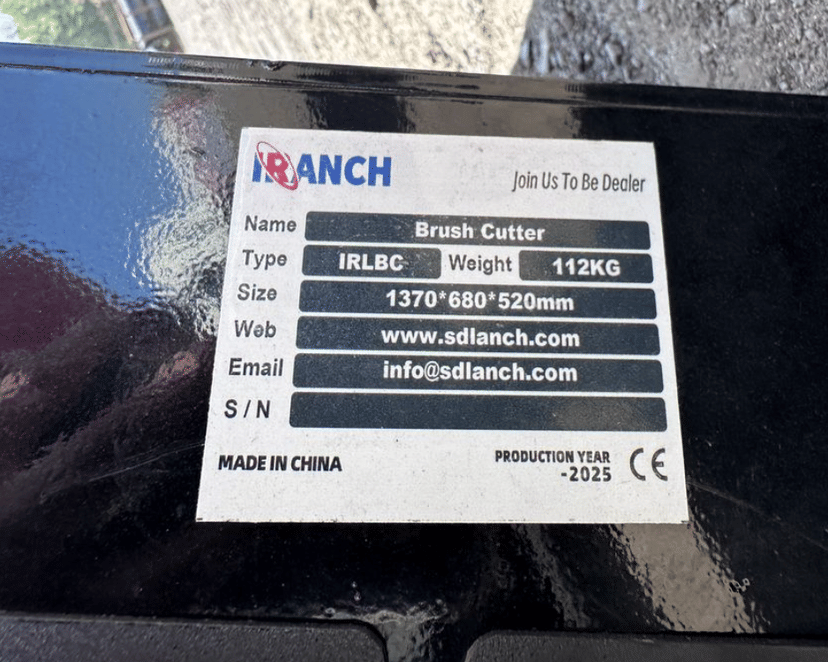 IRANCH
Join Us To Be Dealer
Name Brush Cutter
Type IRLBC Weight 112KG
Size 1370*680*520mm
Web www.sdlanch.com
Email info@sdlanch.com
S / N
MADE IN CHINA
PRODUCTION YEAR
-2025
CE